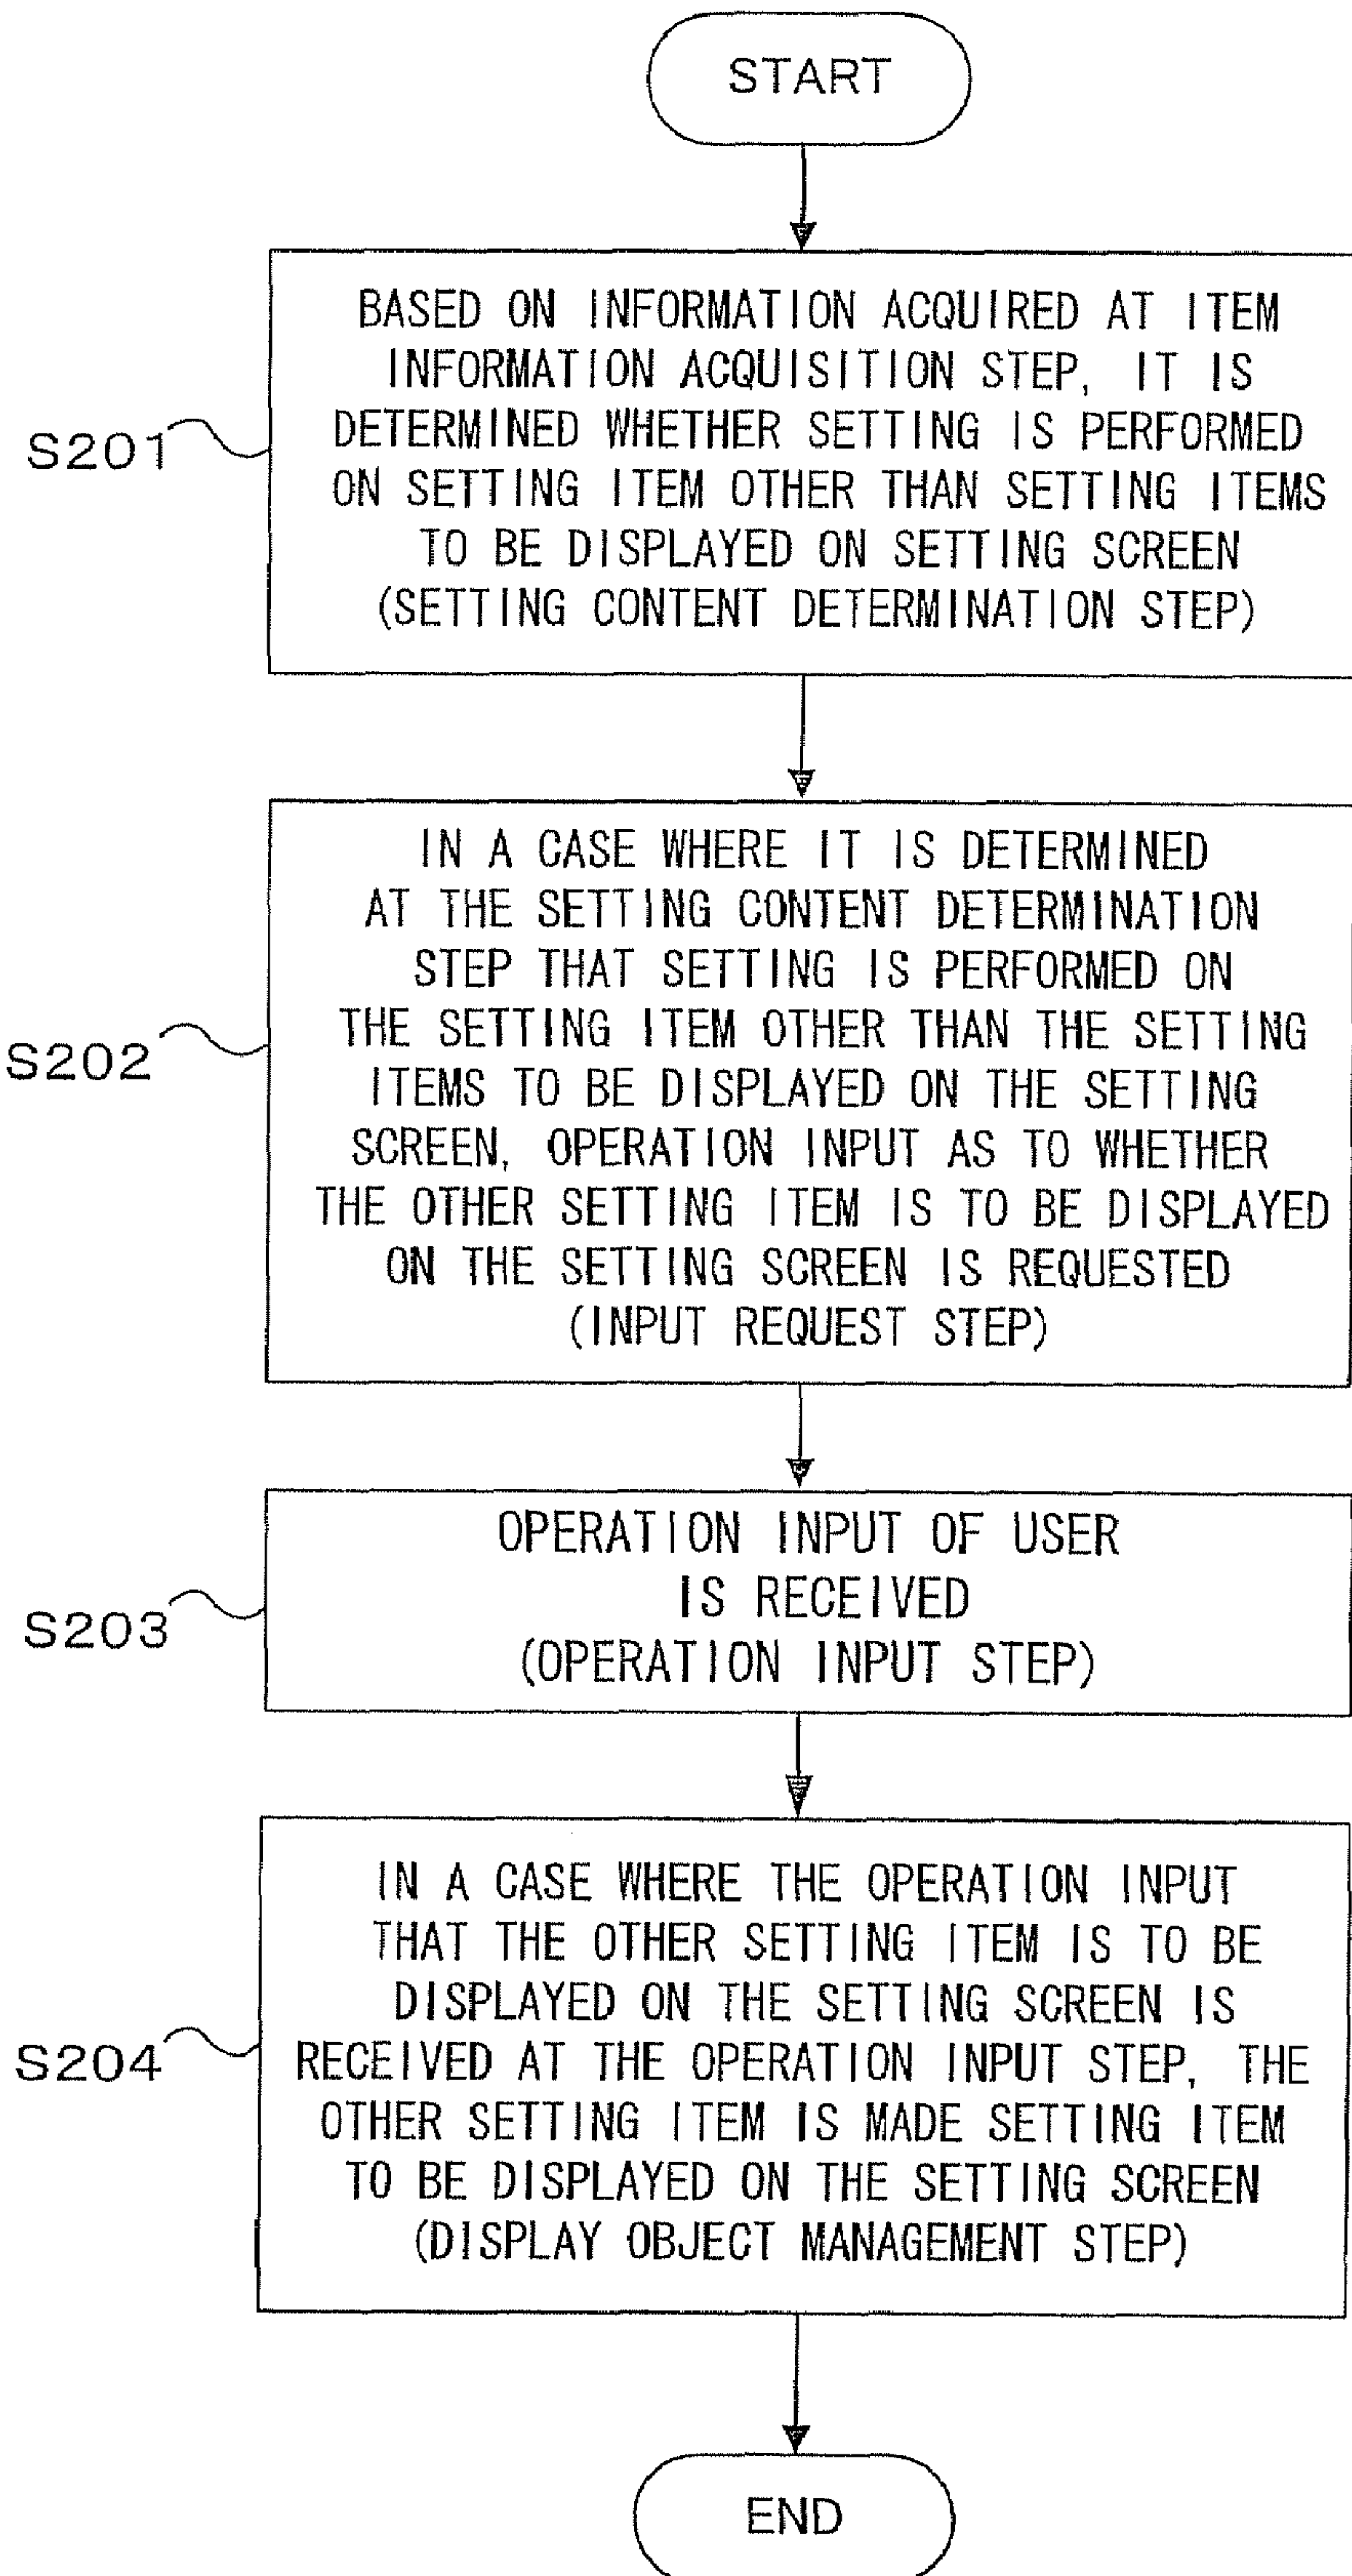 START
BASED ON INFORMATION ACQUIRED AT ITEM
INFORMATION ACQUISITION STEP, IT IS
DETERMINED WHETHER SETTING IS PERFORMED
ON SETTING ITEM OTHER THAN SETTING ITEMS
TO BE DISPLAYED ON SETTING SCREEN
(SETTING CONTENT DETERMINATION STEP)
S201
IN A CASE WHERE IT IS DETERMINED
AT THE SETTING CONTENT DETERMINATION
STEP THAT SETTING IS PERFORMED ON
THE SETTING ITEM OTHER THAN THE SETTING
ITEMS TO BE DISPLAYED ON THE SETTING
SCREEN, OPERATION INPUT AS TO WHETHER
THE OTHER SETTING ITEM IS TO BE DISPLAYED
ON THE SETTING SCREEN IS REQUESTED
(INPUT REQUEST STEP)
S202
OPERATION INPUT OF USER
IS RECEIVED
(OPERATION INPUT STEP)
S203
IN A CASE WHERE THE OPERATION INPUT
THAT THE OTHER SETTING ITEM IS TO BE
DISPLAYED ON THE SETTING SCREEN IS
RECEIVED AT THE OPERATION INPUT STEP, THE
OTHER SETTING ITEM IS MADE SETTING ITEM
TO BE DISPLAYED ON THE SETTING SCREEN
(DISPLAY OBJECT MANAGEMENT STEP)
S204
END